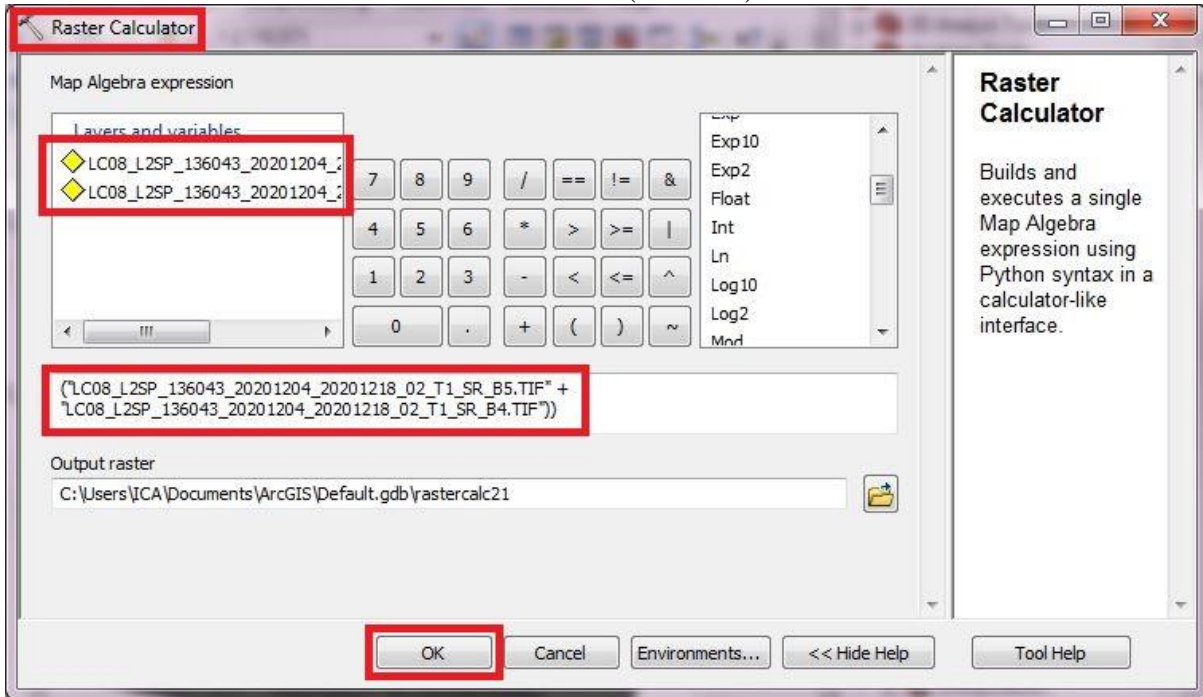 Raster Calculator
Map Algebra expression
Layers and variables
LC08_L2SP_136043_20201204_2
LC08_L2SP_136043_20201204_2
7 8 9 / == != &
4 5 6 * > >= |
1 2 3 - < <= ^
0 . + ( ) ~
Exp
Exp10
Exp2
Float
Int
Ln
Log10
Log2
Mod
("LC08_L2SP_136043_20201204_20201218_02_T1_SR_B5.TIF" +
"LC08_L2SP_136043_20201204_20201218_02_T1_SR_B4.TIF"))
Output raster
C:\Users\ICA\Documents\ArcGIS\Default.gdb\rastercalc21
OK Cancel Environments... << Hide Help Tool Help
Raster
Calculator
Builds and
executes a single
Map Algebra
expression using
Python syntax in a
calculator-like
interface.